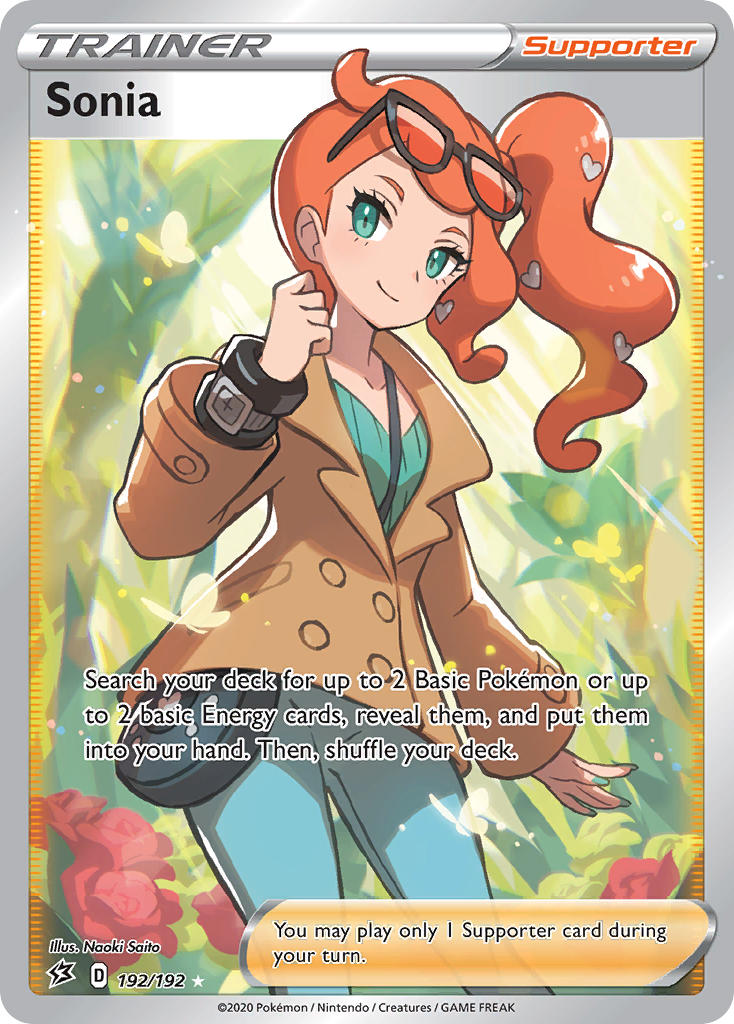 TRAINER Supporter
Sonia
Search your deck for up to 2 Basic Pokémon or up
to 2 basic Energy cards, reveal them, and put them
into your hand. Then, shuffle your deck.
You may play only 1 Supporter card during
your turn.
Illus. Naoki Saito
D 192/192
©2020 Pokémon / Nintendo / Creatures / GAME FREAK